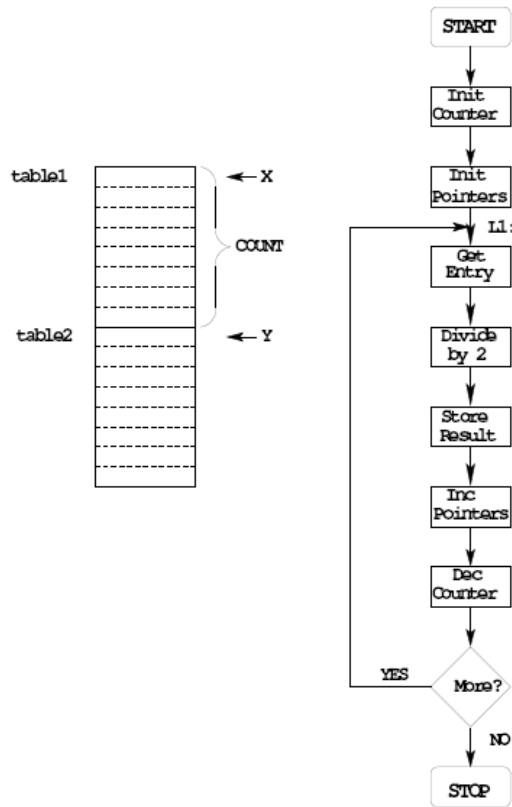 START
Init
Counter
table1
X
Init
Pointers
L1:
COUNT
Get
Entry
table2
Y
Divide
by 2
Store
Result
Inc
Pointers
Dec
Counter
YES
More?
NO
STOP